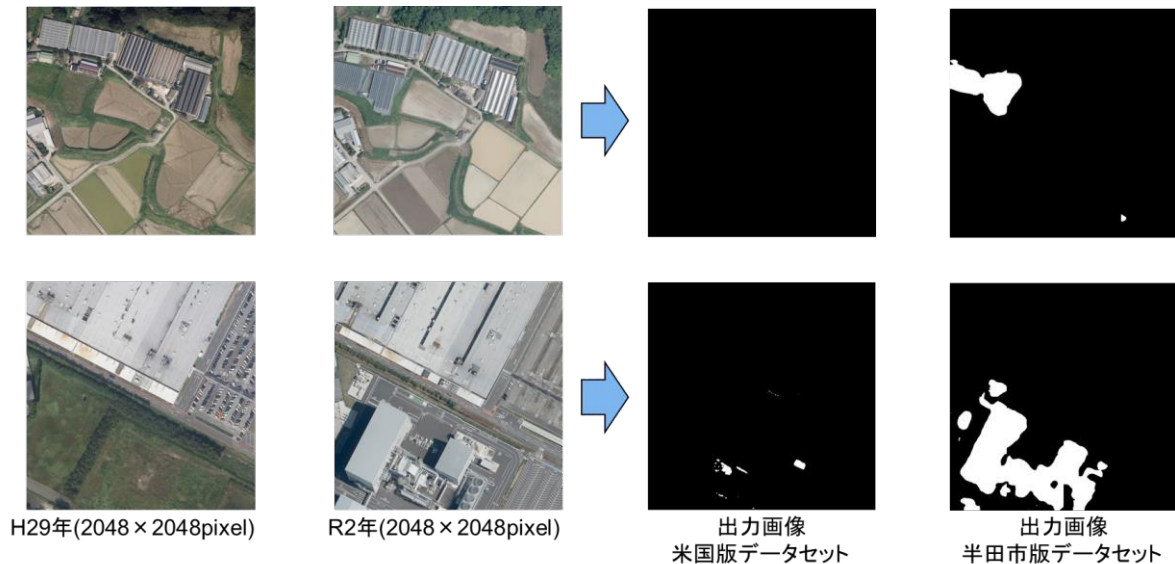 H29年(2048×2048pixel)
R2年(2048×2048pixel)
出力画像
米国版データセット
出力画像
半田市版データセット